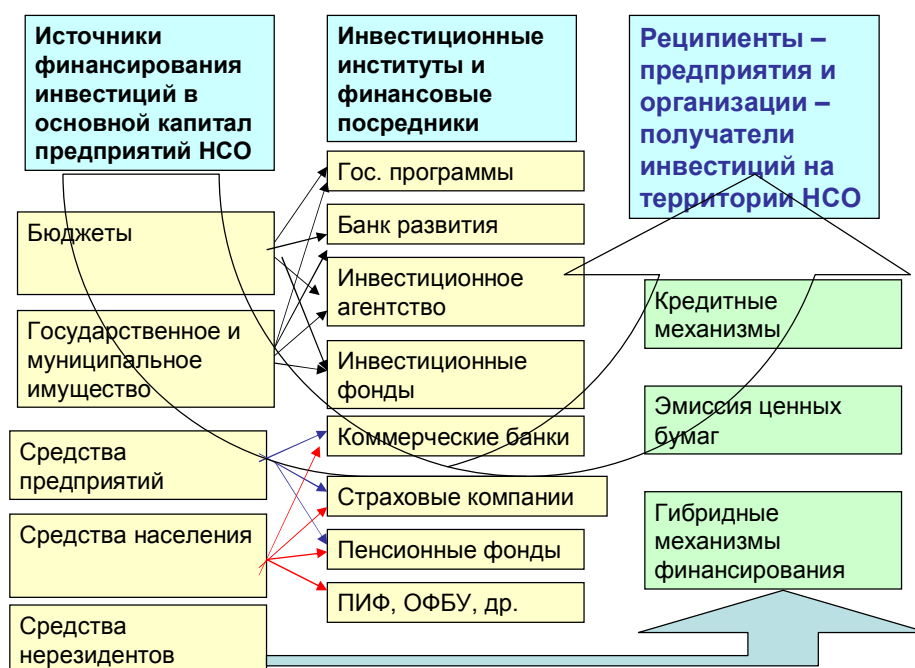 Источники
финансирования
инвестиций в
основной капитал
предприятий НСО
Инвестиционные
институты и
финансовые
посредники
Реципиенты –
предприятия и
организации –
получатели
инвестиций на
территории НСО
Бюджеты
Государственное и
муниципальное
имущество
Средства
предприятий
Средства населения
Средства
нерезидентов
Гос. программы
Банк развития
Инвестиционное
агентство
Инвестиционные
фонды
Коммерческие банки
Страховые компании
Пенсионные фонды
ПИФ, ОФБУ, др.
Кредитные
механизмы
Эмиссия ценных
бумаг
Гибридные
механизмы
финансирования